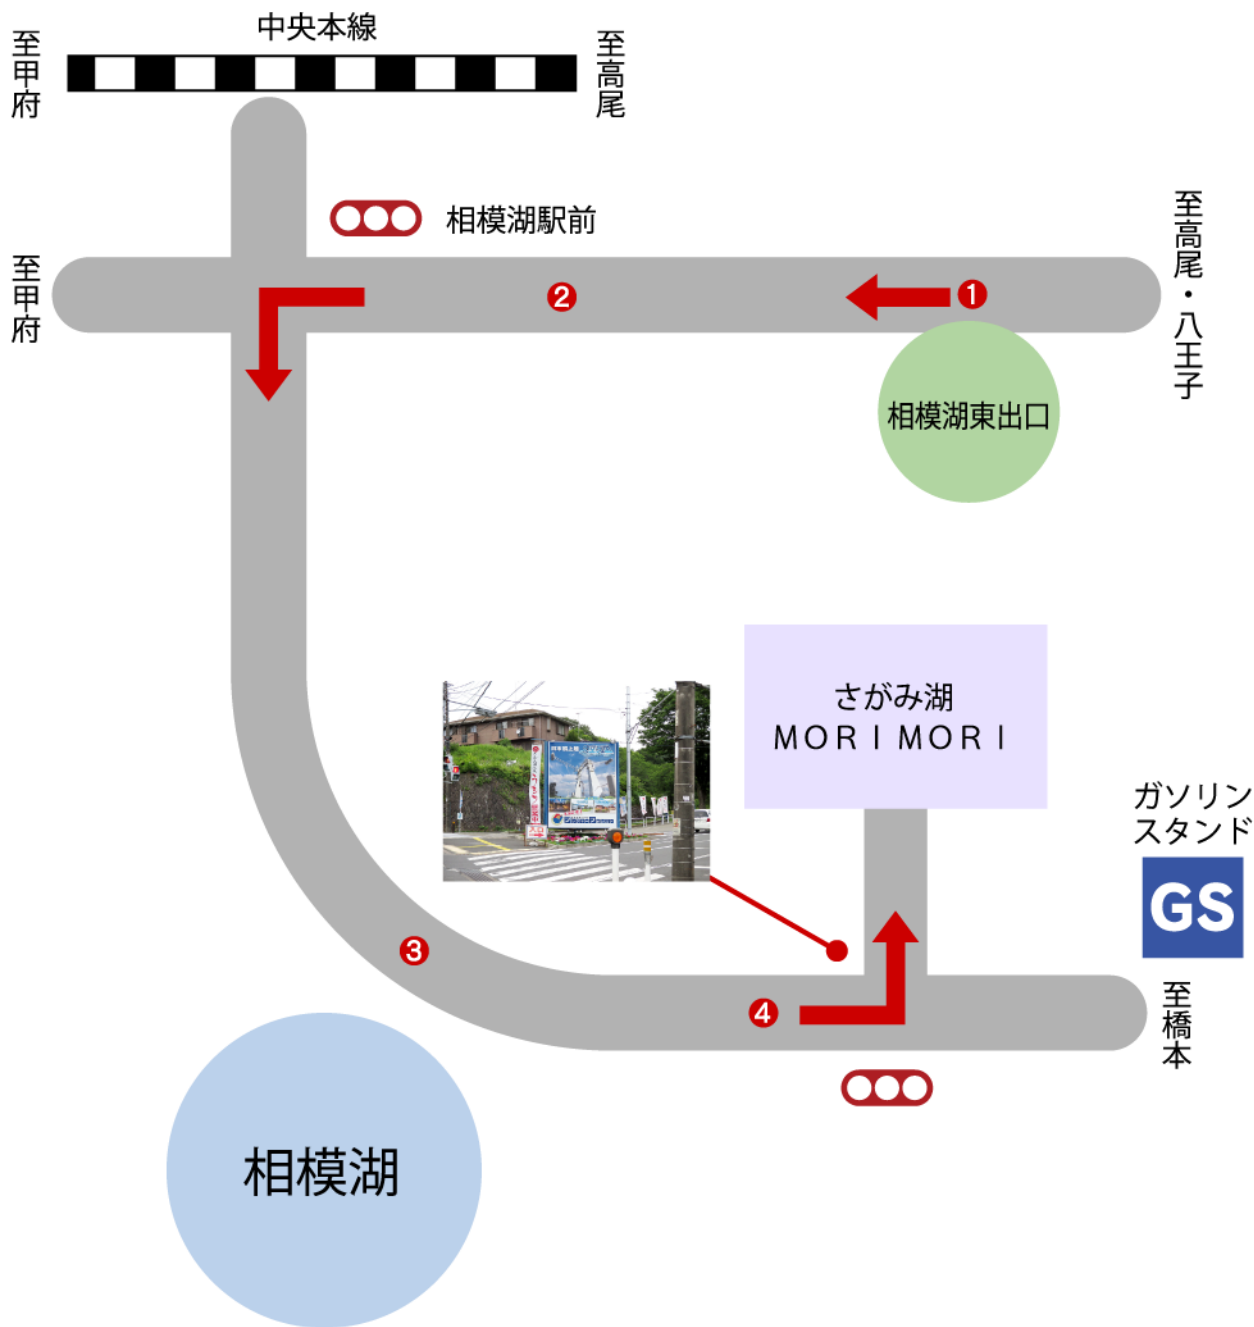 中央本線
至甲府
至高尾
相模湖駅前
至甲府
至高尾・八王子
❷
❶
相模湖東出口
さがみ湖
ＭＯＲＩＭＯＲＩ
ガソリン
スタンド
GS
❸
❹
至橋本
相模湖